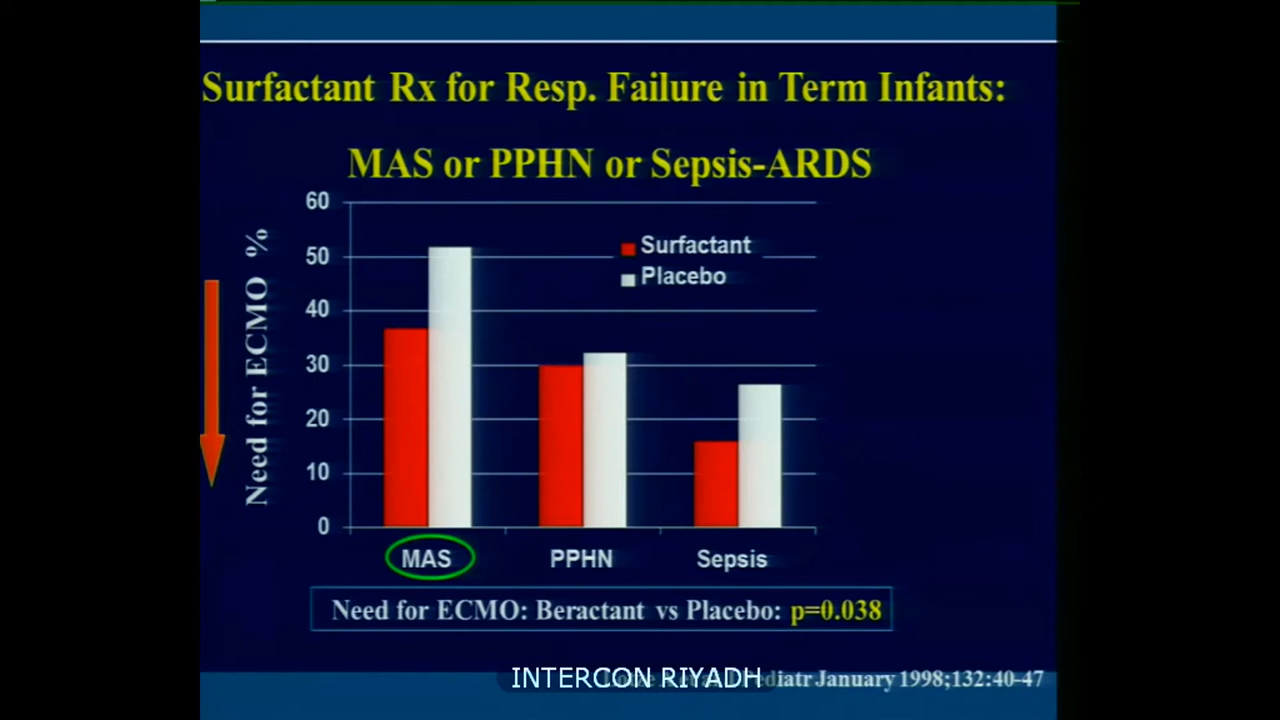 Surfactant Rx for Resp. Failure in Term Infants:
MAS or PPHN or Sepsis-ARDS
Need for ECMO %
60
50
40
30
20
10
0
Surfactant
Placebo
MAS
PPHN
Sepsis
Need for ECMO: Beractant vs Placebo: p=0.038
INTERCON RIYADH
January 1998;132:40-47